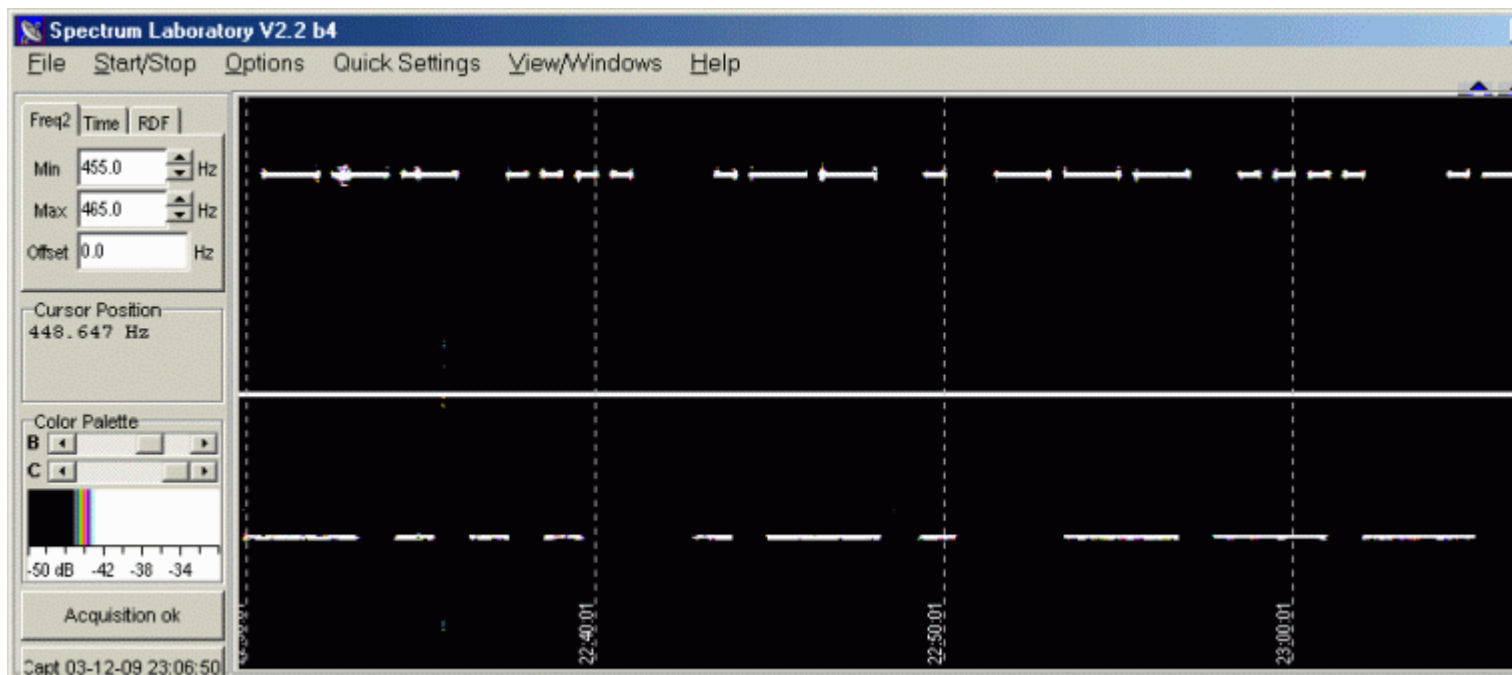 Spectrum Laboratory V2.2 b4
File Start/Stop Options Quick Settings View/Windows Help
Freq2 Time RDF
Min 455.0 Hz
Max 465.0 Hz
Offset 0.0 Hz
Cursor Position
448.647 Hz
Color Palette
B
C
-50 dB -42 -38 -34
Acquisition ok
Capt 03-12-09 23:06:50
22:40:01
22:50:01
23:00:01